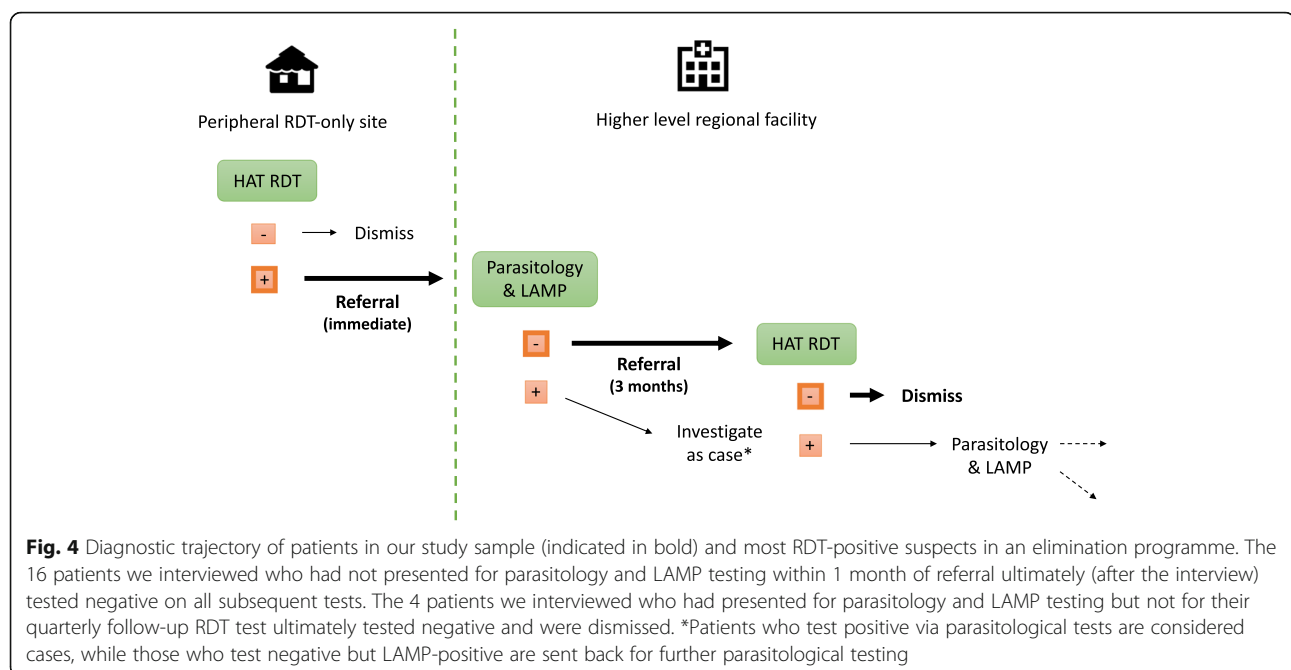 Peripheral RDT-only site
Higher level regional facility
HAT RDT
-
Dismiss
+
Referral
(immediate)
Parasitology
& LAMP
-
Referral
(3 months)
+
Investigate
as case*
HAT RDT
-
Dismiss
+
Parasitology
& LAMP
Fig. 4 Diagnostic trajectory of patients in our study sample (indicated in bold) and most RDT-positive suspects in an elimination programme. The
16 patients we interviewed who had not presented for parasitology and LAMP testing within 1 month of referral ultimately (after the interview)
tested negative on all subsequent tests. The 4 patients we interviewed who had presented for parasitology and LAMP testing but not for their
quarterly follow-up RDT test ultimately tested negative and were dismissed. *Patients who test positive via parasitological tests are considered
cases, while those who test negative but LAMP-positive are sent back for further parasitological testing